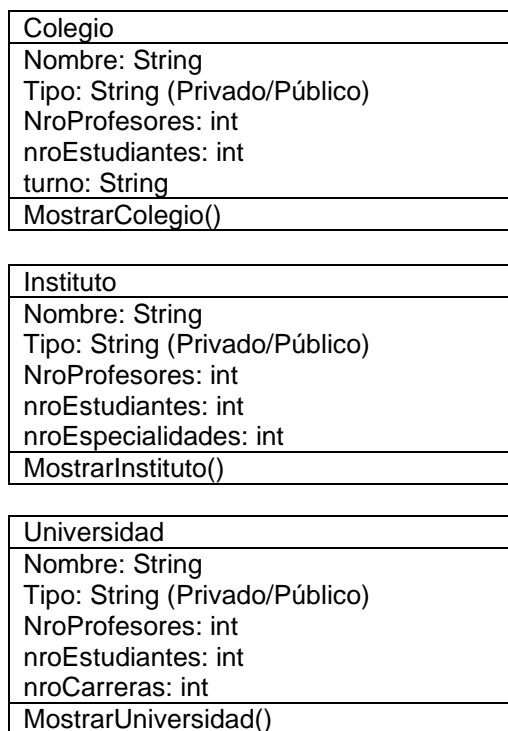 Colegio
Nombre: String
Tipo: String (Privado/Público)
NroProfesores: int
nroEstudiantes: int
turno: String
MostrarColegio()
Instituto
Nombre: String
Tipo: String (Privado/Público)
NroProfesores: int
nroEstudiantes: int
nroEspecialidades: int
MostrarInstituto()
Universidad
Nombre: String
Tipo: String (Privado/Público)
NroProfesores: int
nroEstudiantes: int
nroCarreras: int
MostrarUniversidad()